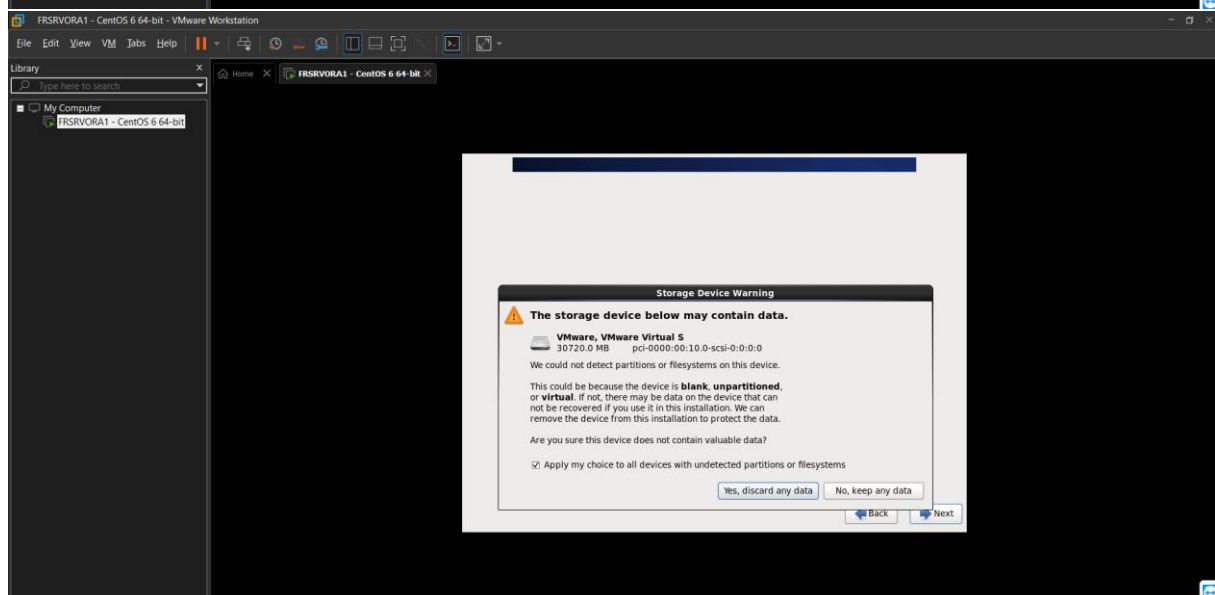 FRSRVORA1 - CentOS 6 64-bit - VMware Workstation
File Edit View VM Tabs Help
Library
Type here to search
My Computer
FRSRVORA1 - CentOS 6 64-bit
Home
FRSRVORA1 - CentOS 6 64-bit
Storage Device Warning
The storage device below may contain data.
VMware, VMware Virtual S
30720.0 MB pci-0000:00:10.0-scsi-0:0:0:0
We could not detect partitions or filesystems on this device.
This could be because the device is blank, unpartitioned,
or virtual. If not, there may be data on the device that can
not be recovered if you use it in this installation. We can
remove the device from this installation to protect the data.
Are you sure this device does not contain valuable data?
Apply my choice to all devices with undetected partitions or filesystems
Yes, discard any data No, keep any data
Back Next